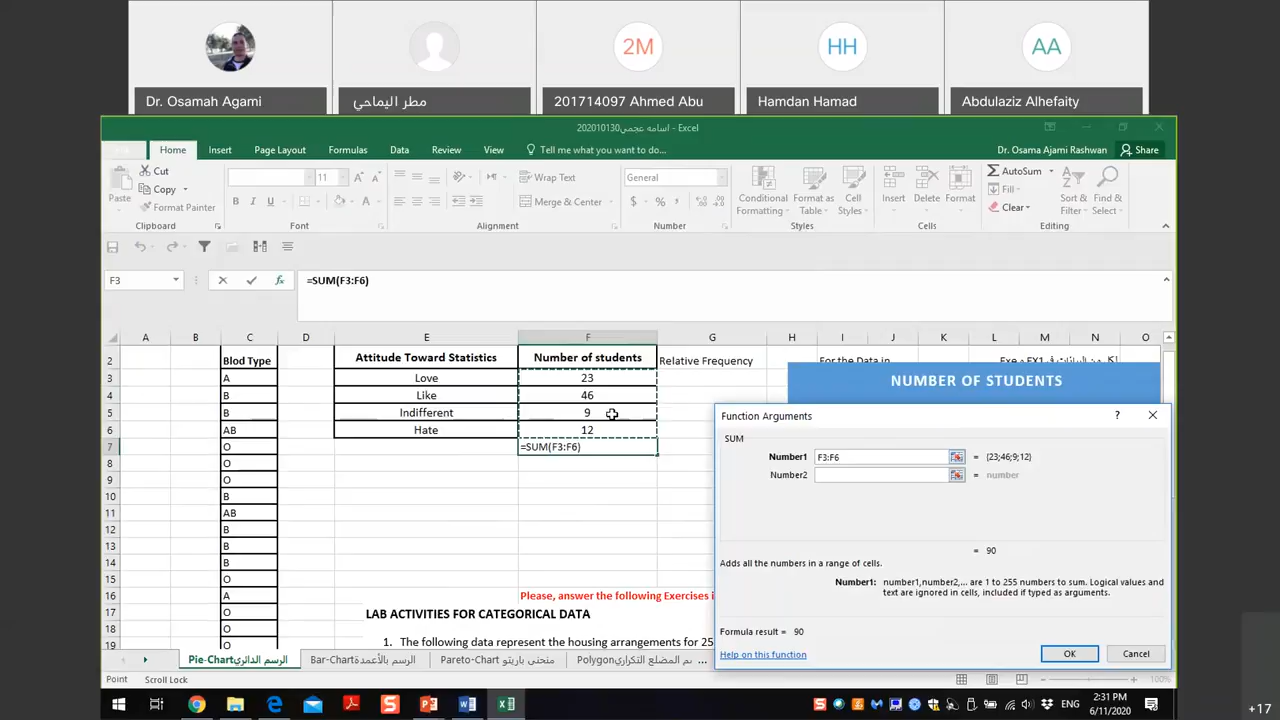 2M
HH
AA
Dr. Osamah Agami
مطر اليماحي
201714097 Ahmed Abu
Hamdan Hamad
Abdulaziz Alhefaity
اسامه عجمي202010130 - Excel
Home
Insert
Page Layout
Formulas
Data
Review
View
Tell me what you want to do...
Dr. Osama Ajami Rashwan
Share
Paste
Cut
Copy
Format Painter
Clipboard
11
B I U
Font
Wrap Text
Merge & Center
Alignment
General
$ % ,
Number
Conditional Formatting
Format as Table
Cell Styles
Styles
Insert
Delete
Format
Cells
AutoSum
Fill
Clear
Sort & Filter
Find & Select
Editing
F3
fx
=SUM(F3:F6)
A B C D E F G H I J K L M N O
2 Blod Type Attitude Toward Statistics Number of students Relative Frequency For the Data in
3 A Love 23
4 B Like 46
5 B Indifferent 9
6 AB Hate 12
7 O =SUM(F3:F6)
8 O
9 O
10 B
11 AB
12 B
13 B
14 B
15 O
16 A Please, answer the following Exercises i
17 O LAB ACTIVITIES FOR CATEGORICAL DATA
18 O
19 O 1. The following data represent the housing arrangements for 25
NUMBER OF STUDENTS
Function Arguments
?
SUM
Number1 F3:F6 = {23;46;9;12}
Number2 = number
= 90
Adds all the numbers in a range of cells.
Number1: number1,number2,... are 1 to 255 numbers to sum. Logical values and
text are ignored in cells, included if typed as arguments.
Formula result = 90
Help on this function
OK
Cancel
Pie-Chartالرسم الدائري
Bar-Chartالرسم بالأعمدة
Pareto-Chart منحنى باريتو
...
Point
Scroll Lock
100%
ENG
2:31 PM
6/11/2020
+17